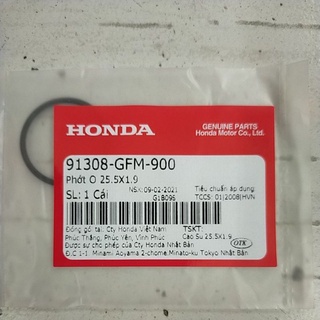 HONDA
GENUINE PARTS
Honda Motor Co., Ltd.
91308-GFM-900
Phớt O 25.5X1.9
NSX: 09-02-2021
Tiêu chuẩn áp dụng:
SL: 1 Cái
G1B09S
TCCS: 01|2008|HVN
Đóng gói tại: Cty Honda Việt Nam
TSKT:
Phúc Thắng, Phúc Yên, Vĩnh Phúc
Cao Su 25.5X1.9
Được sự cho phép của Cty Honda Nhật Bản
OTK
Đ.C 1-1, Minami Aoyama 2-chome,Minato-ku Tokyo Nhật Bản